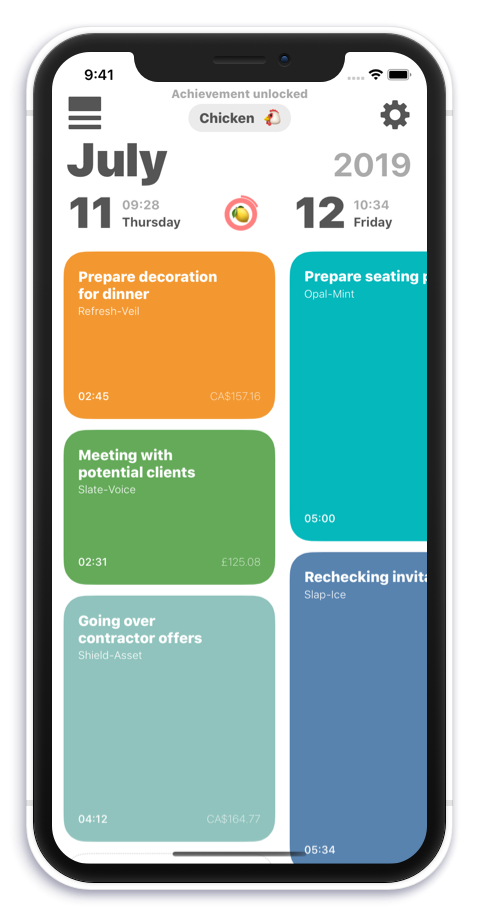 9:41
Achievement unlocked
Chicken 🐔
July
2019
11
09:28
Thursday
12
10:34
Friday
Prepare decoration
for dinner
Refresh-Veil
02:45
CA$157.16
Meeting with
potential clients
Slate-Voice
02:31
£125.08
Going over
contractor offers
Shield-Asset
04:12
CA$164.77
Prepare seating
Opal-Mint
05:00
Rechecking
Slap-Ice
05:34